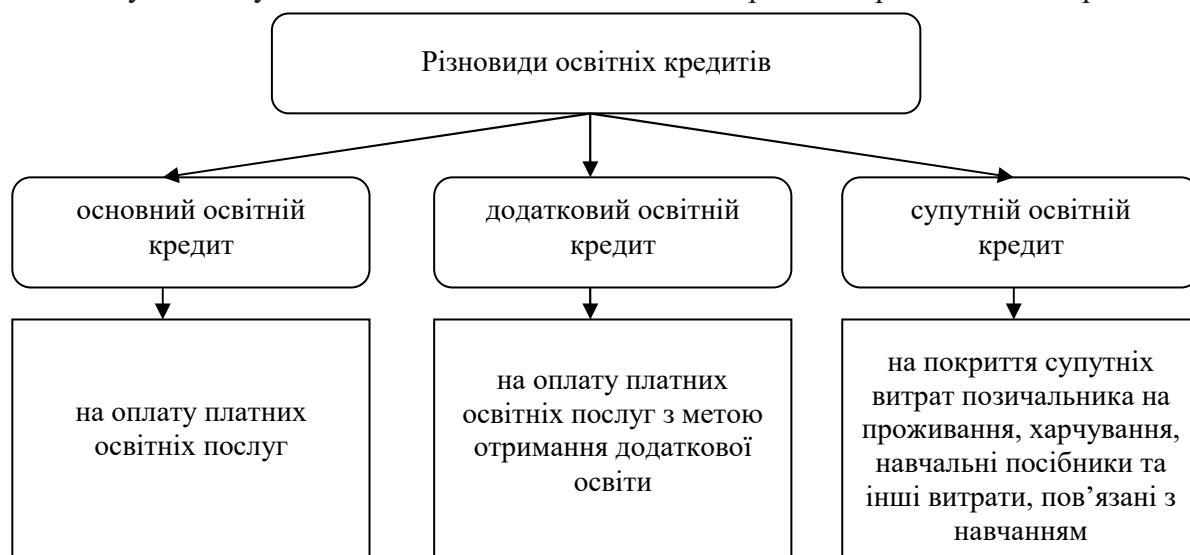 Різновиди освітніх кредитів
основний освітній
кредит
додатковий освітній
кредит
супутній освітній
кредит
на оплату платних
освітніх послуг
на оплату платних
освітніх послуг з метою
отримання додаткової
освіти
на покриття супутніх
витрат позичальника на
проживання, харчування,
навчальні посібники та
інші витрати, пов’язані з
навчанням